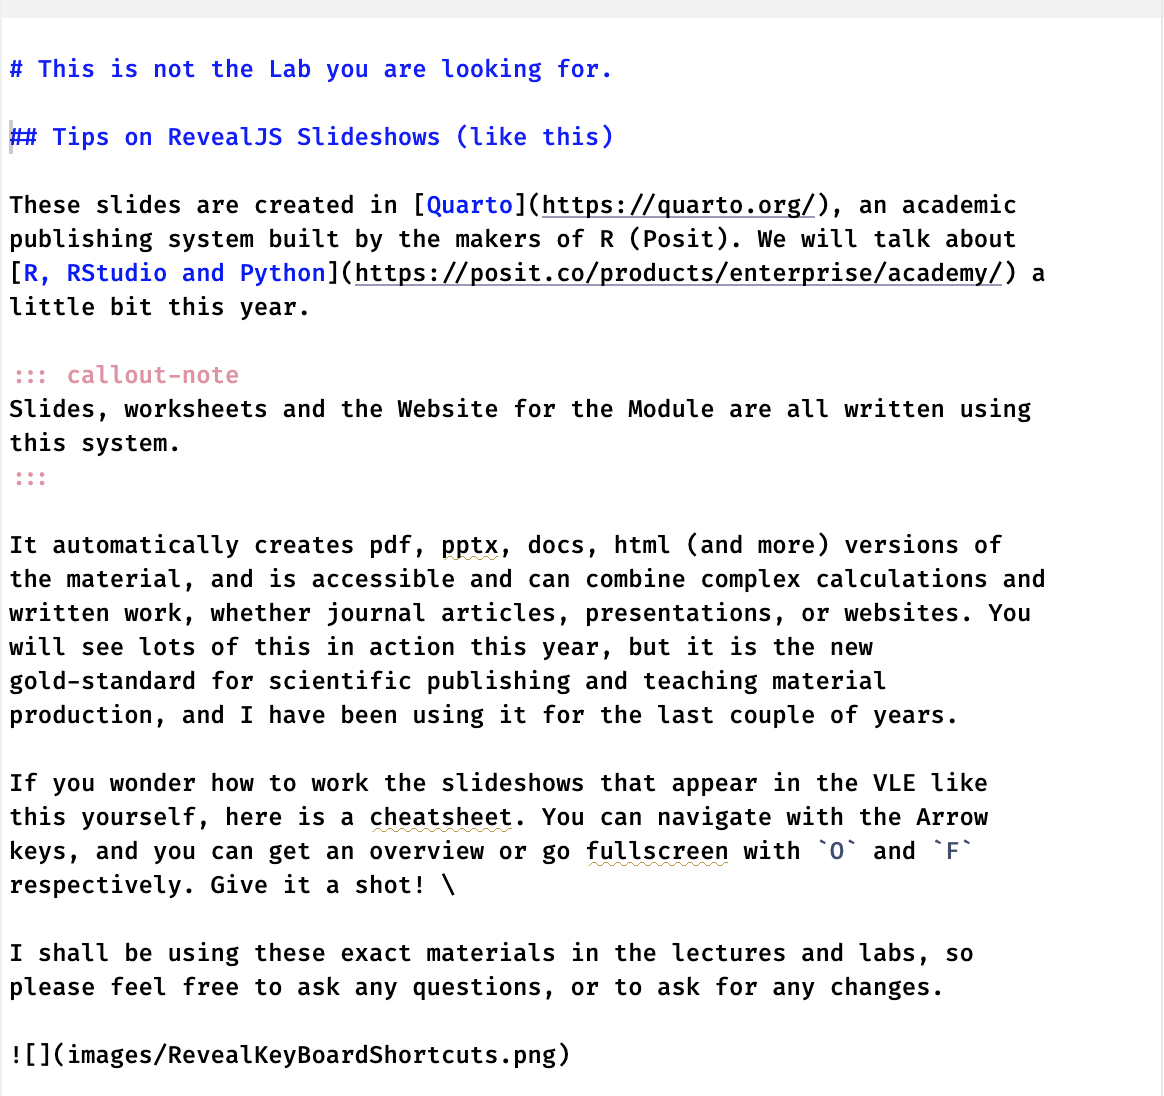 # This is not the Lab you are looking for.
## Tips on RevealJS Slideshows (like this)
These slides are created in [Quarto](https://quarto.org/), an academic
publishing system built by the makers of R (Posit). We will talk about
[R, RStudio and Python](https://posit.co/products/enterprise/academy/) a
little bit this year.
::: callout-note
Slides, worksheets and the Website for the Module are all written using
this system.
:::
It automatically creates pdf, pptx, docs, html (and more) versions of
the material, and is accessible and can combine complex calculations and
written work, whether journal articles, presentations, or websites. You
will see lots of this in action this year, but it is the new
gold-standard for scientific publishing and teaching material
production, and I have been using it for the last couple of years.
If you wonder how to work the slideshows that appear in the VLE like
this yourself, here is a cheatsheet. You can navigate with the Arrow
keys, and you can get an overview or go fullscreen with `O` and `F`
respectively. Give it a shot! \
I shall be using these exact materials in the lectures and labs, so
please feel free to ask any questions, or to ask for any changes.
![](images/RevealKeyBoardShortcuts.png)